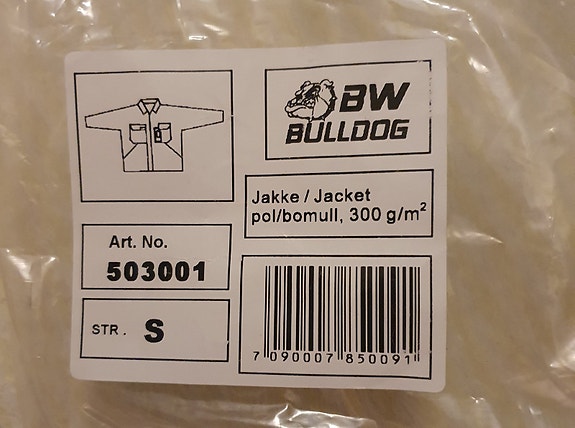 BW
BULLDOG
Jakke / Jacket
pol/bomull, 300 g/m²
Art. No.
503001
STR. S
7 090007 850091